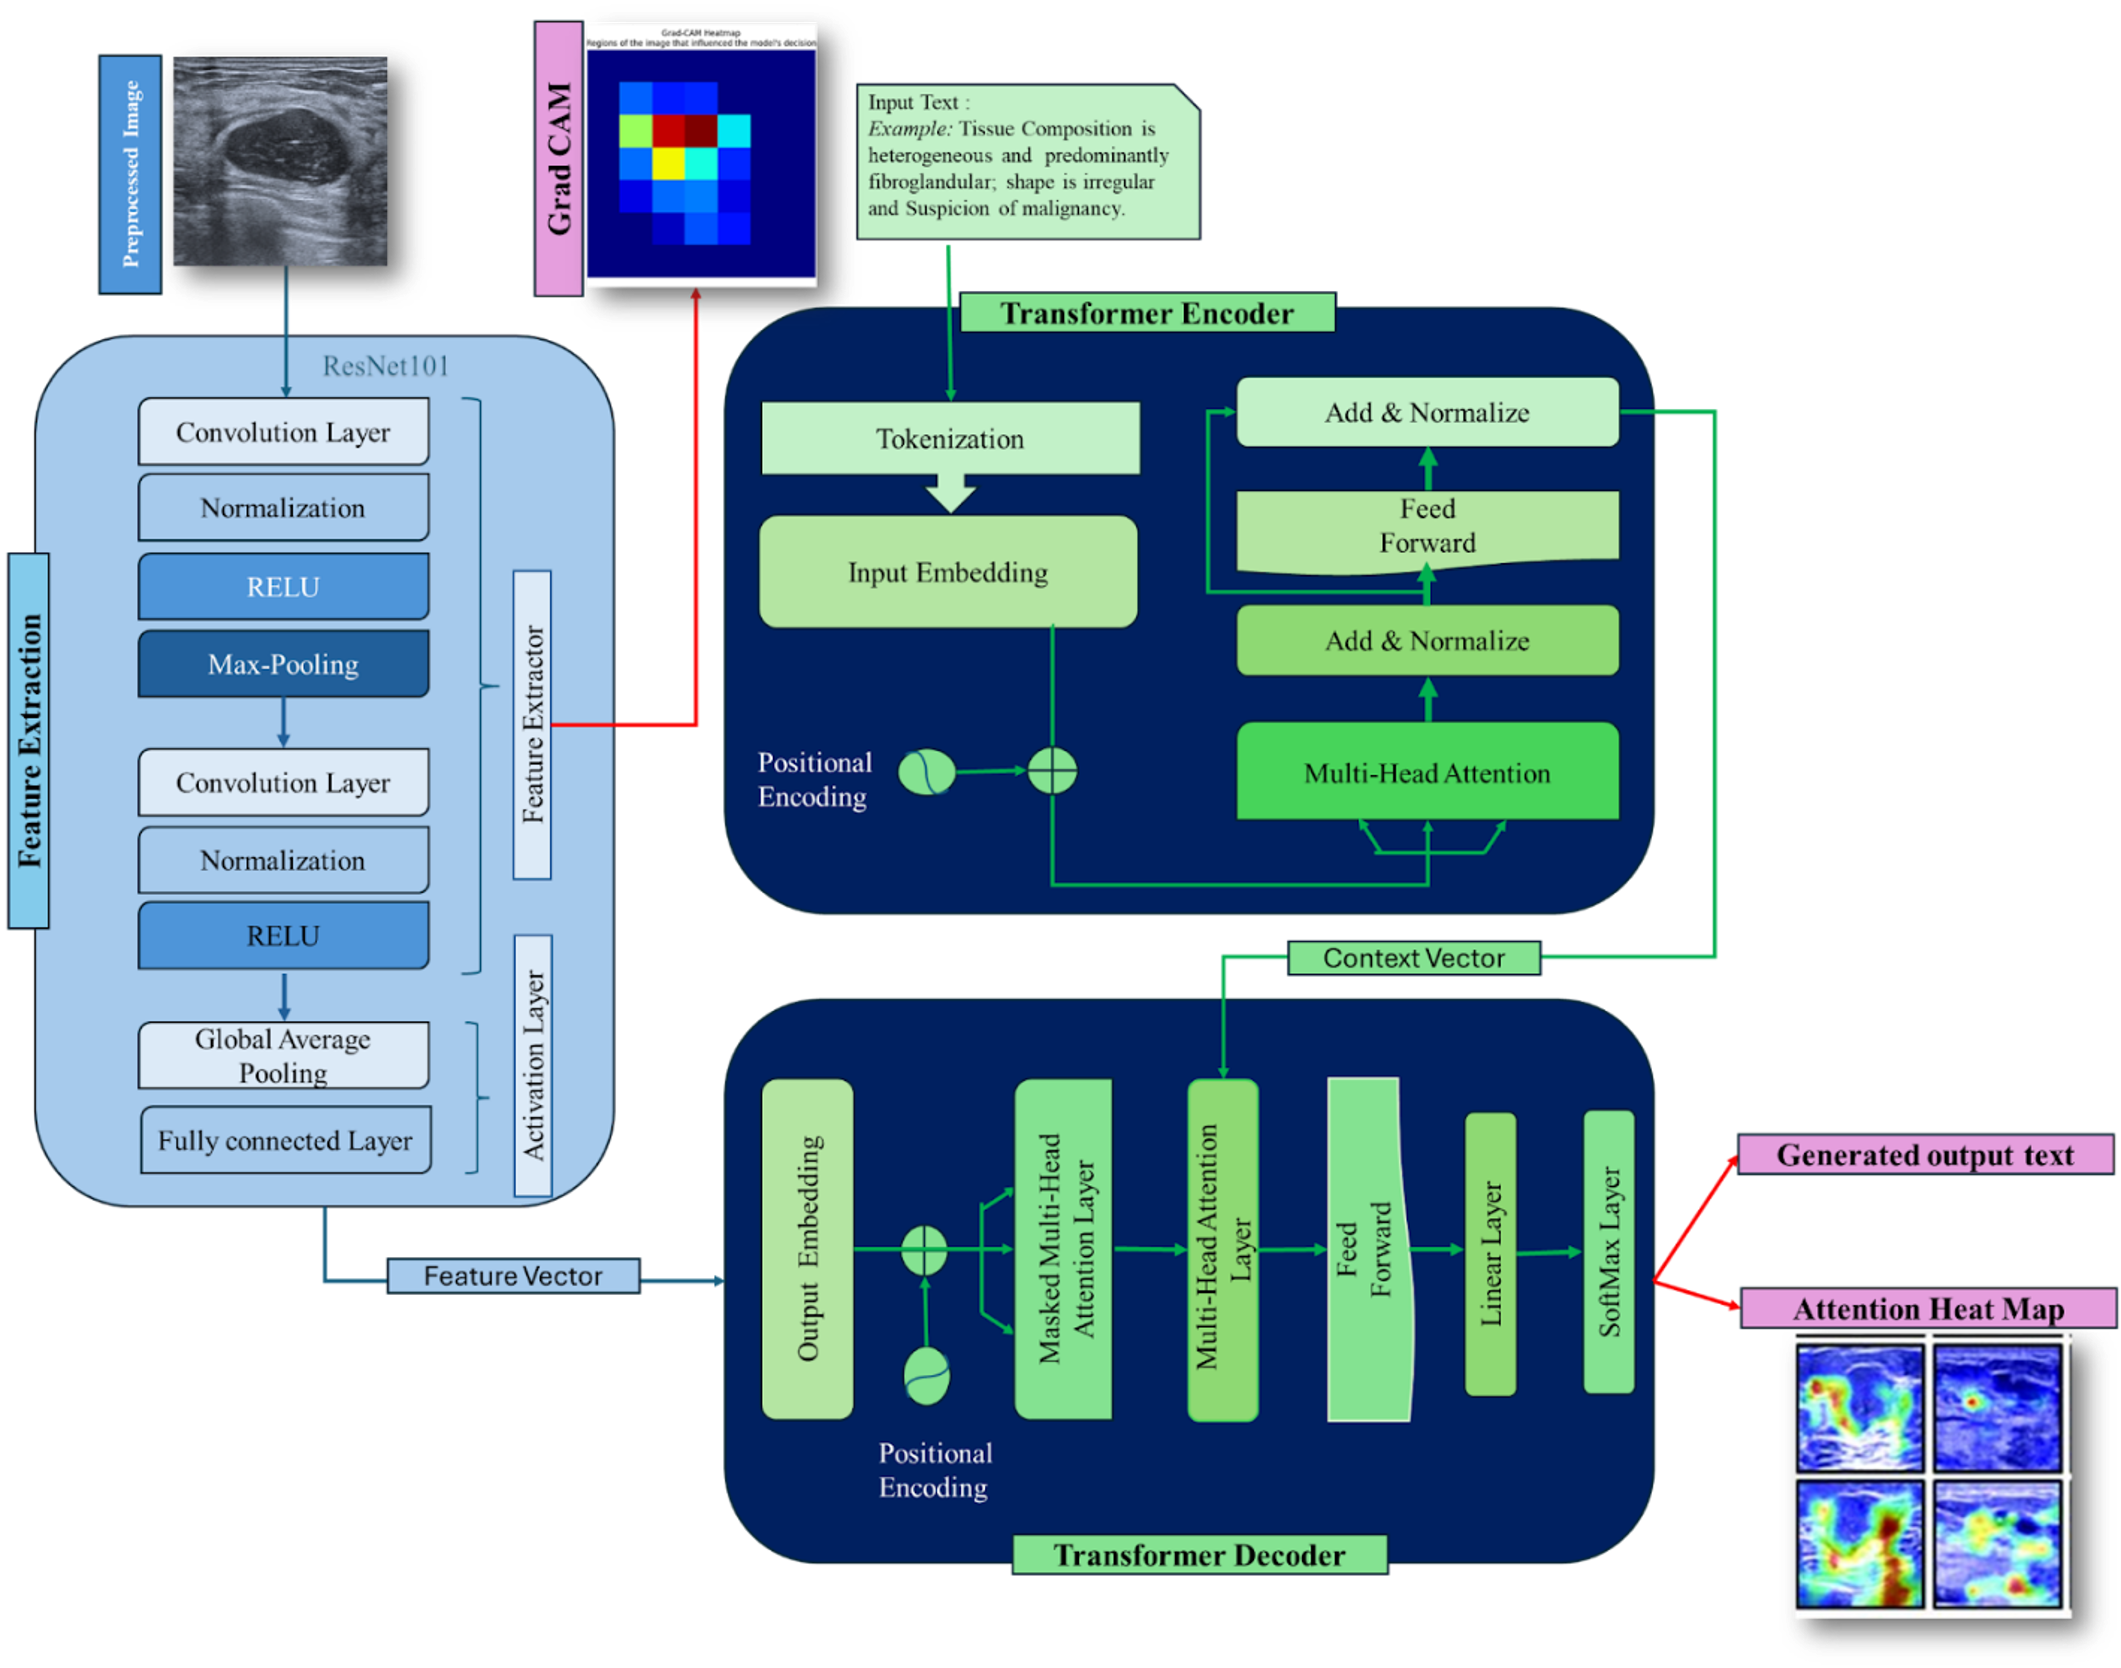 Preprocessed Image
Grad CAM
Grad-CAM Heatmap
Regions of the image that influenced the model's decision
Input Text :
Example: Tissue Composition is
heterogeneous and predominantly
fibroglandular; shape is irregular
and Suspicion of malignancy.
Feature Extraction
ResNet101
Convolution Layer
Normalization
RELU
Max-Pooling
Convolution Layer
Normalization
RELU
Global Average
Pooling
Fully connected Layer
Feature Extractor
Activation Layer
Feature Vector
Transformer Encoder
Tokenization
Input Embedding
Positional
Encoding
Add & Normalize
Feed
Forward
Add & Normalize
Multi-Head Attention
Context Vector
Output Embedding
Positional
Encoding
Masked Multi-Head
Attention Layer
Multi-Head Attention
Layer
Feed
Forward
Linear Layer
SoftMax Layer
Transformer Decoder
Generated output text
Attention Heat Map